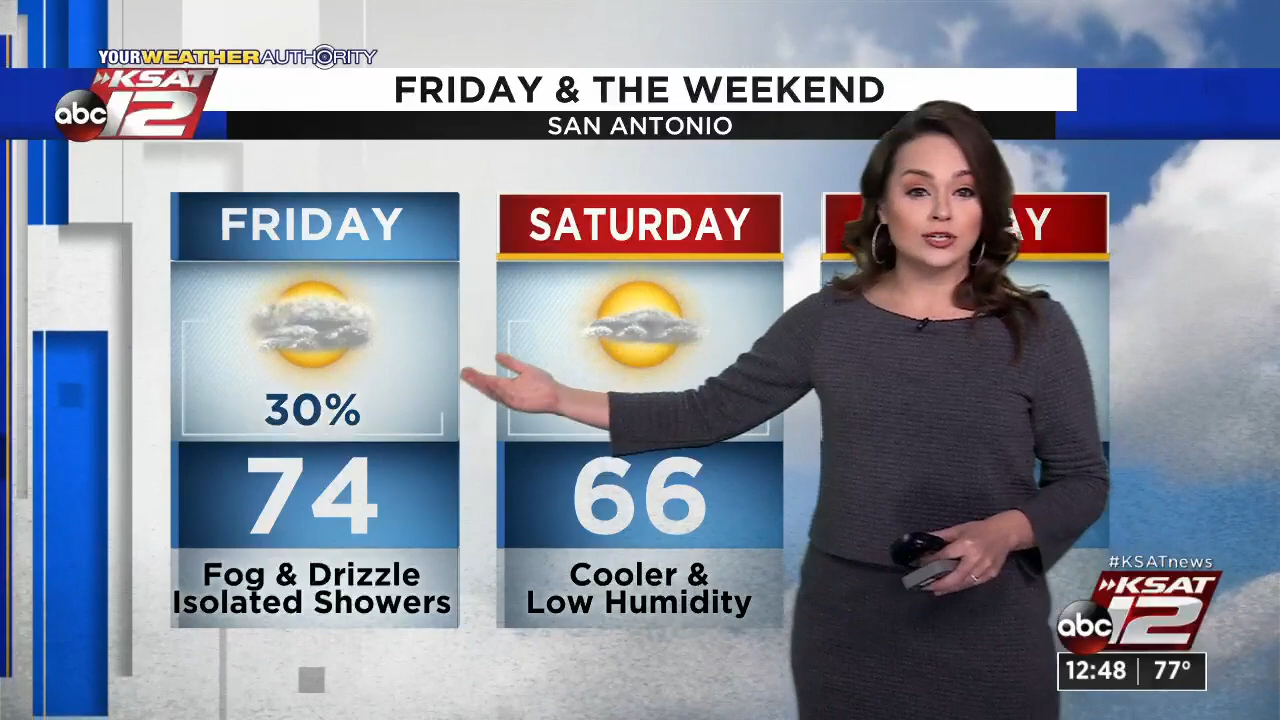 YOUR WEATHER AUTHORITY
KSAT
abc 12
FRIDAY & THE WEEKEND
SAN ANTONIO
FRIDAY
30%
74
Fog & Drizzle
Isolated Showers
SATURDAY
66
Cooler &
Low Humidity
AY
#KSATnews
KSAT
abc 12
12:48 77°